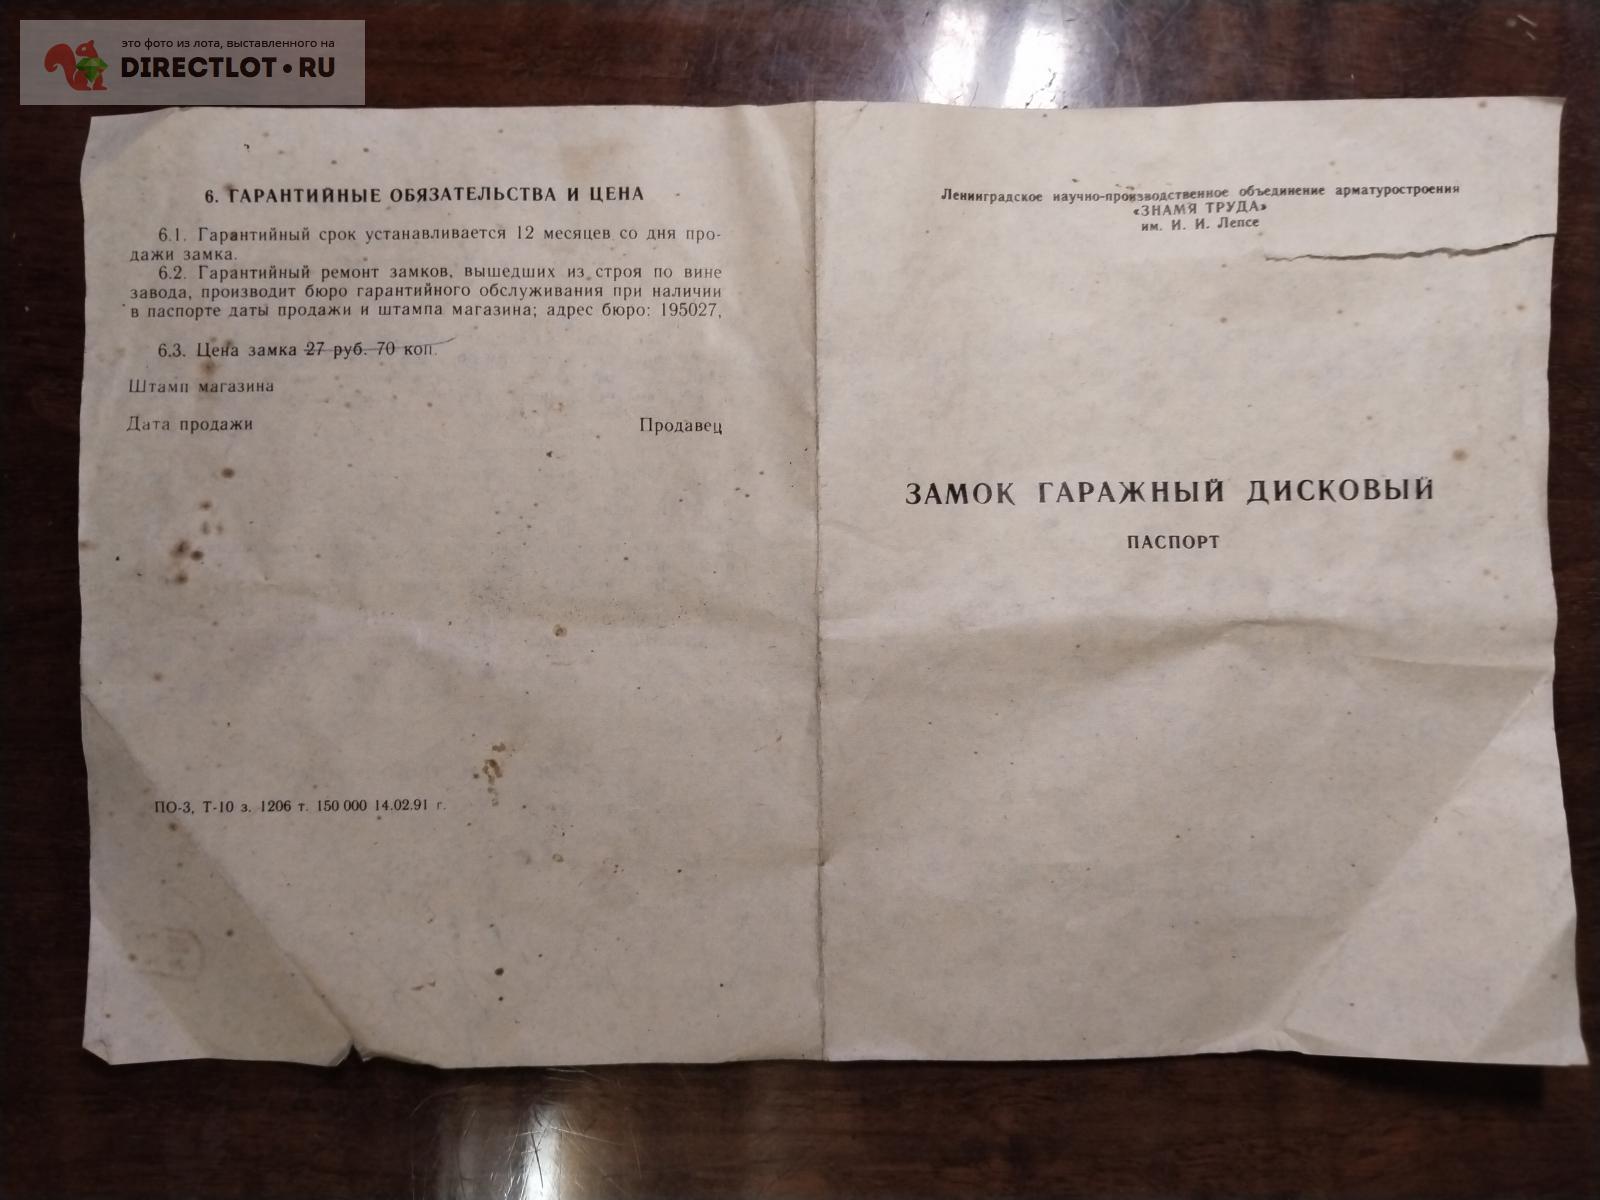 это фото из лота, выставленного на
DIRECTLOT•RU
6. ГАРАНТИЙНЫЕ ОБЯЗАТЕЛЬСТВА И ЦЕНА
6.1. Гарантийный срок устанавливается 12 месяцев со дня про-
дажи замка.
6.2. Гарантийный ремонт замков, вышедших из строя по вине
завода, производит бюро гарантийного обслуживания при наличии
в паспорте даты продажи и штампа магазина; адрес бюро: 195027,
6.3. Цена замка 27 руб. 70 коп.
Штамп магазина
Дата продажи Продавец
ПО-3, Т-10 з. 1206 т. 150 000 14.02.91 г.
Ленинградское научно-производственное объединение арматуростроения
«ЗНАМЯ ТРУДА»
им. И. И. Лепсе
ЗАМОК ГАРАЖНЫЙ ДИСКОВЫЙ
ПАСПОРТ